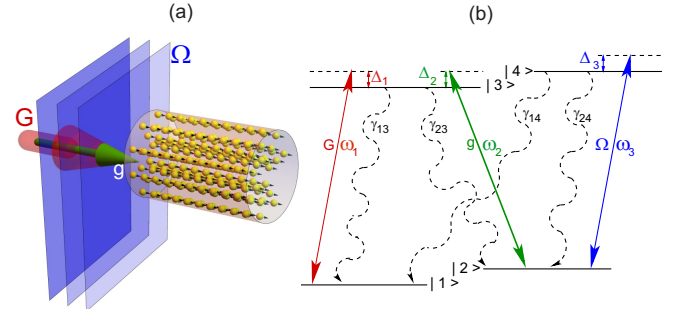 (a)
(b)
Ω
G
g
Δ₁
Δ₂
| 3 >
| 4 >
Δ₃
γ₁₃
γ₂₃
γ₁₄
γ₂₄
G ω₁
g ω₂
Ω ω₃
| 1 >
| 2 >